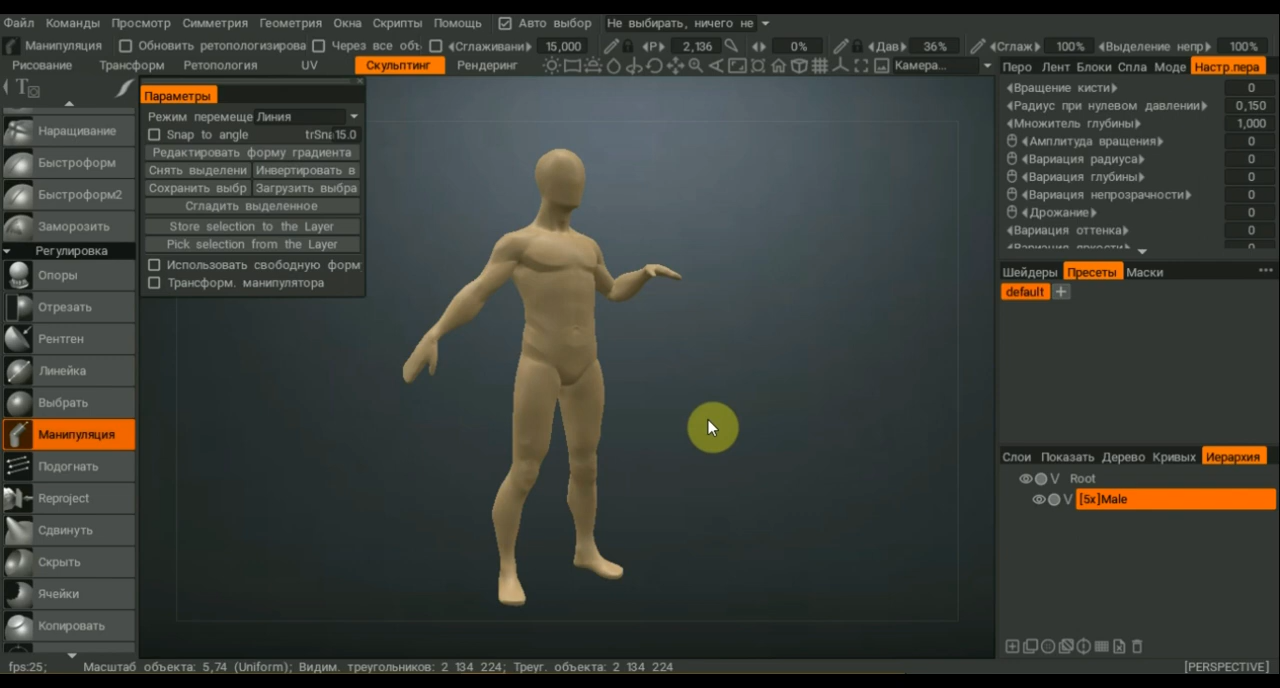 Файл Команды Просмотр Симметрия Геометрия Окна Скрипты Помощь Авто выбор Не выбирать, ничего не
Манипуляция Обновить ретопологизирова Через все объ. Сглаживани 15,000 Р 2,136 0% Дав 36% Сглаж 100% Выделение непр 100%
Рисование Трансформ Ретопология UV Скульптинг Рендеринг Камера...
Параметры
Режим перемеще Линия
Snap to angle trSna15.0
Редактировать форму градиента
Снять выделени Инвертировать в
Сохранить выбр Загрузить выбра
Сгладить выделенное
Store selection to the Layer
Pick selection from the Layer
Использовать свободную форм
Трансформ. манипулятора
Наращивание
Быстроформ
Быстроформ2
Заморозить
Регулировка
Опоры
Отрезать
Рентген
Линейка
Выбрать
Манипуляция
Подогнать
Reproject
Сдвинуть
Скрыть
Ячейки
Копировать
Перо Лент Блоки Спла Моде Настр.пера
Вращение кисти 0
Радиус при нулевом давлении 0,150
Множитель глубины 1,000
Амплитуда вращения 0
Вариация радиуса 0
Вариация глубины 0
Вариация непрозрачности 0
Дрожание 0
Вариация оттенка 0
Вариация яркости 0
Шейдеры Пресеты Маски
default +
Слои Показать Дерево Кривых Иерархия
V Root
V [5x]Male
fps:25; Масштаб объекта: 5,74 (Uniform); Видим. треугольников: 2 134 224; Треуг. объекта: 2 134 224 [PERSPECTIVE]